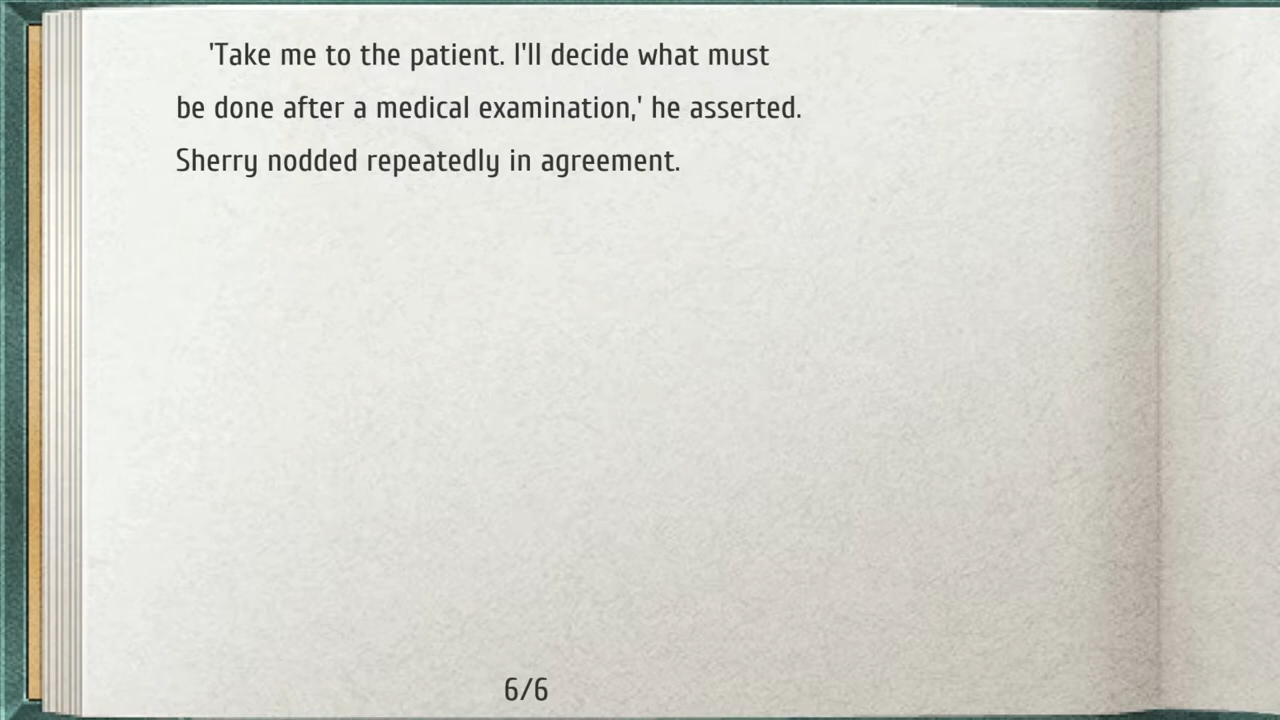 'Take me to the patient. I'll decide what must
be done after a medical examination,' he asserted.
Sherry nodded repeatedly in agreement.
6/6